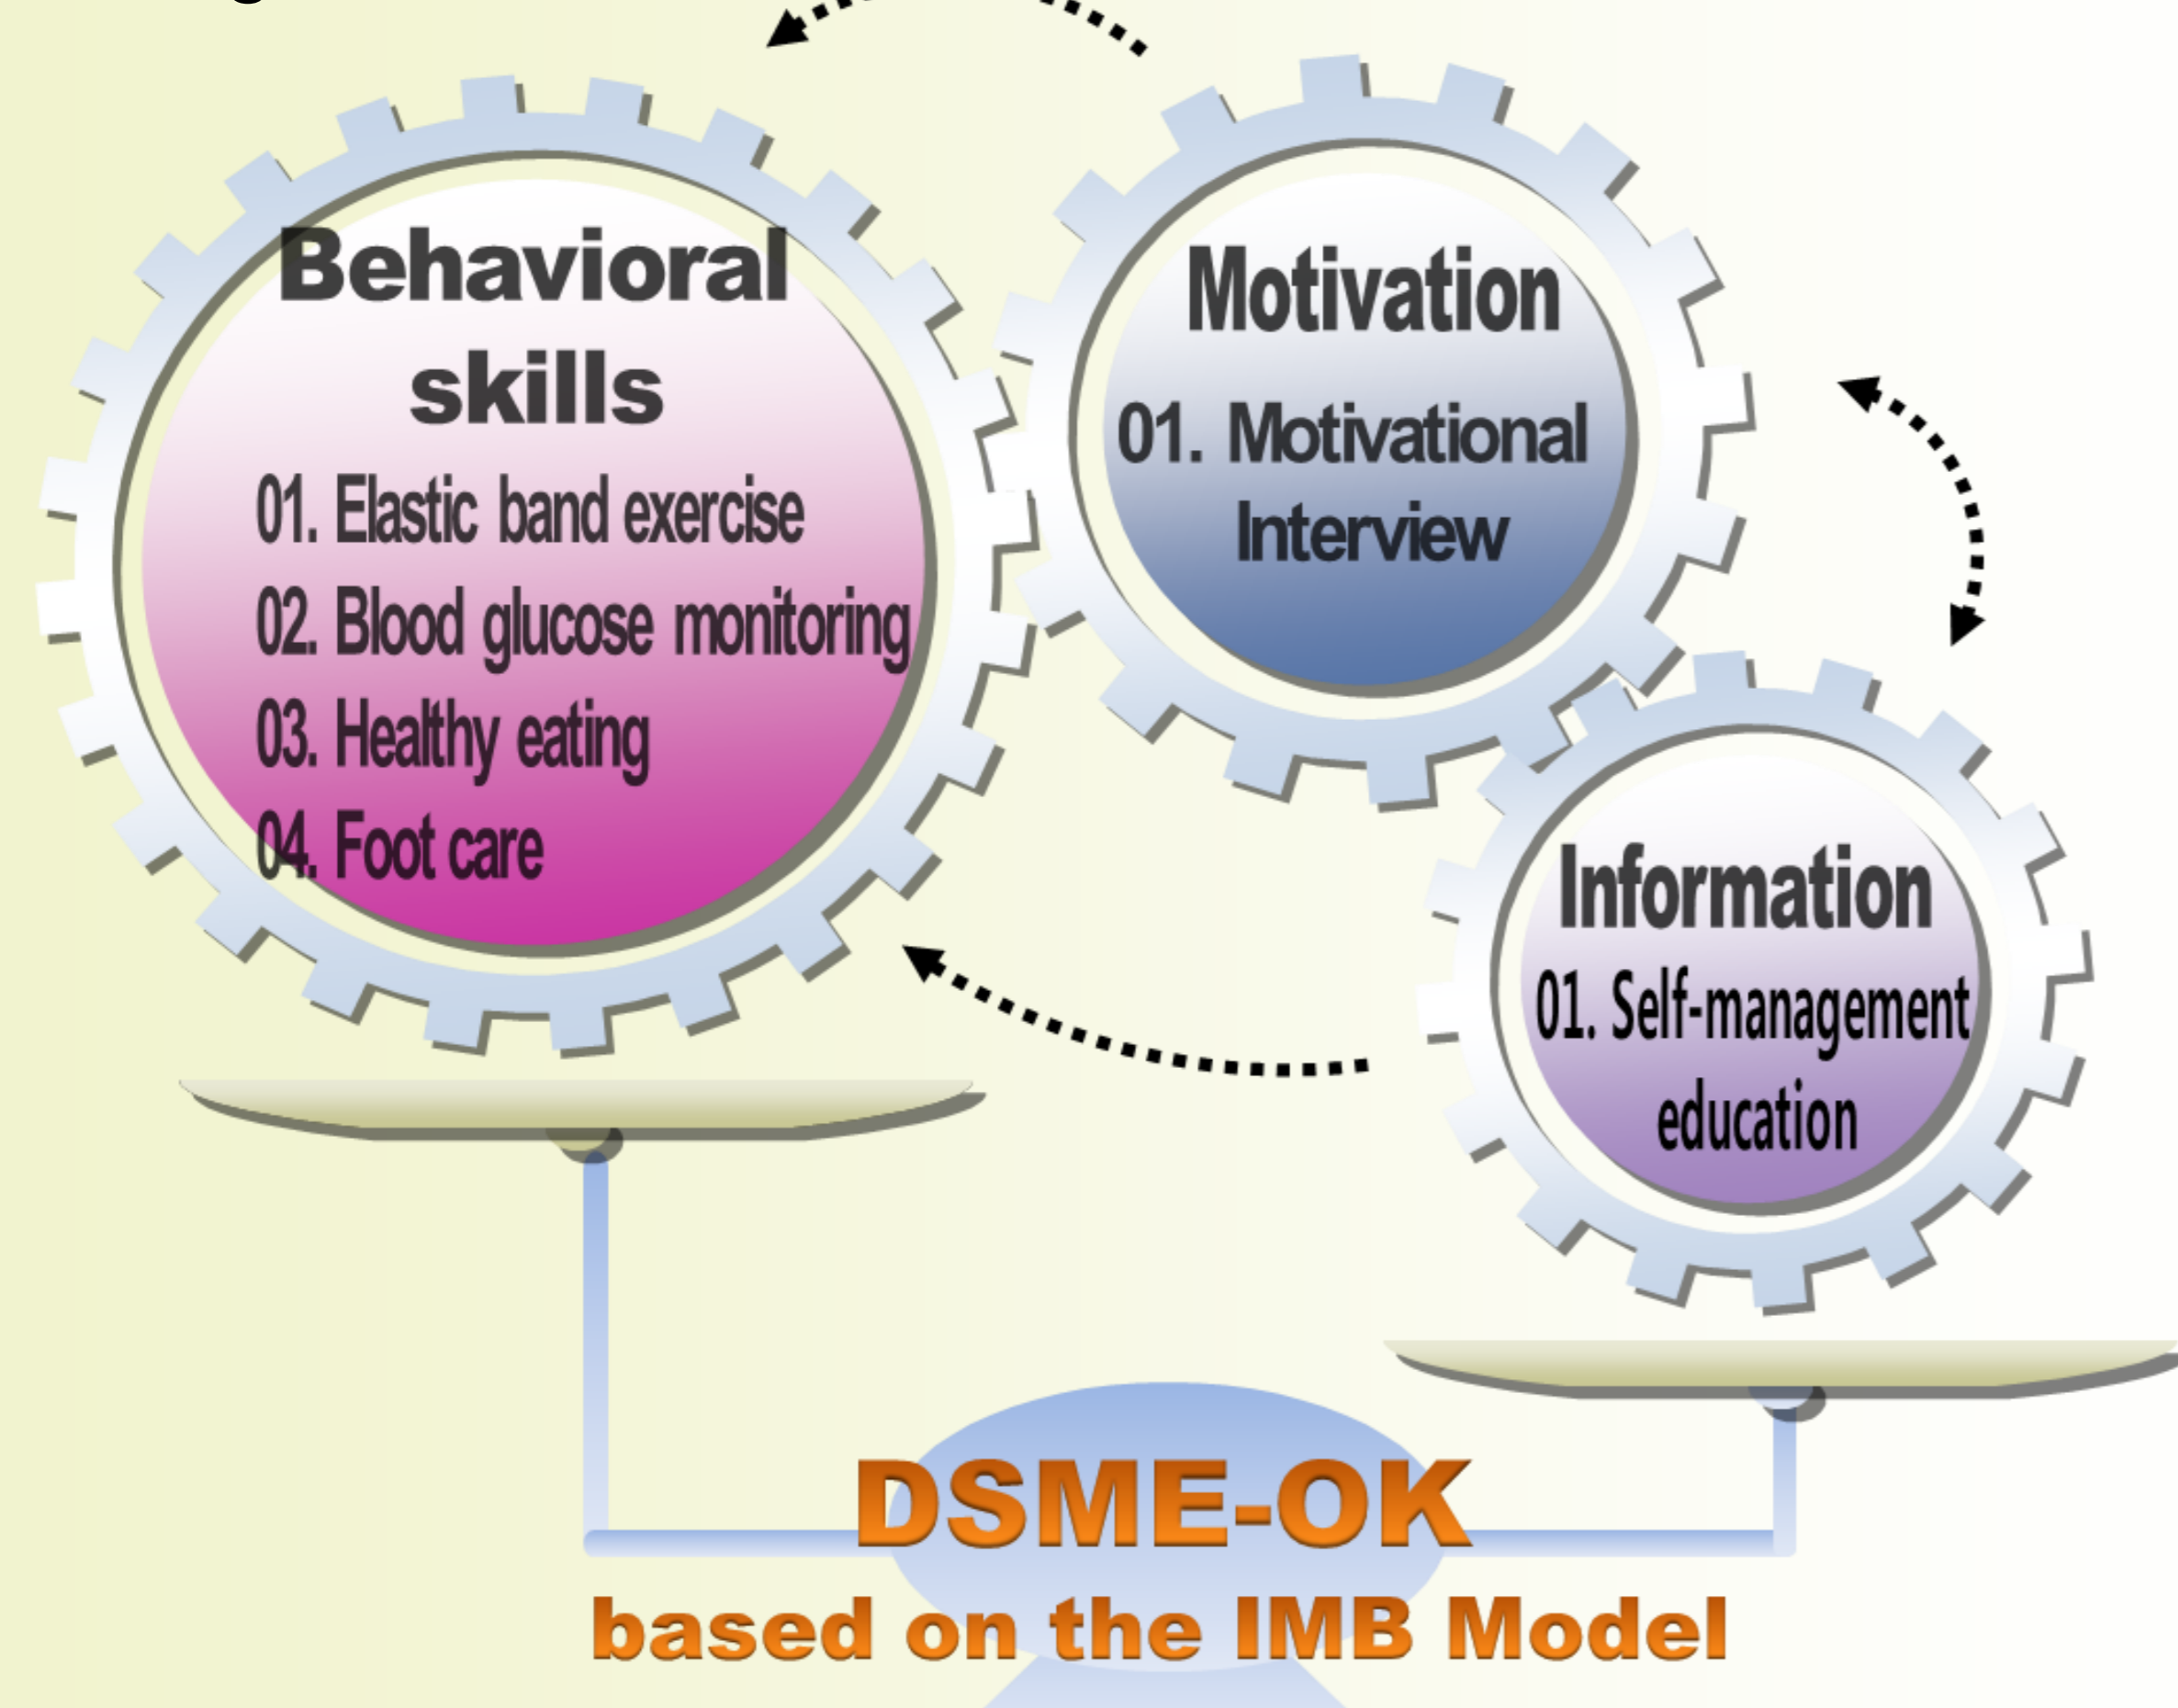 Behavioral
skills
01. Elastic band exercise
02. Blood glucose monitoring
03. Healthy eating
04. Foot care
Motivation
01. Motivational
Interview
Information
01. Self-management
education
DSME-OK
based on the IMB Model